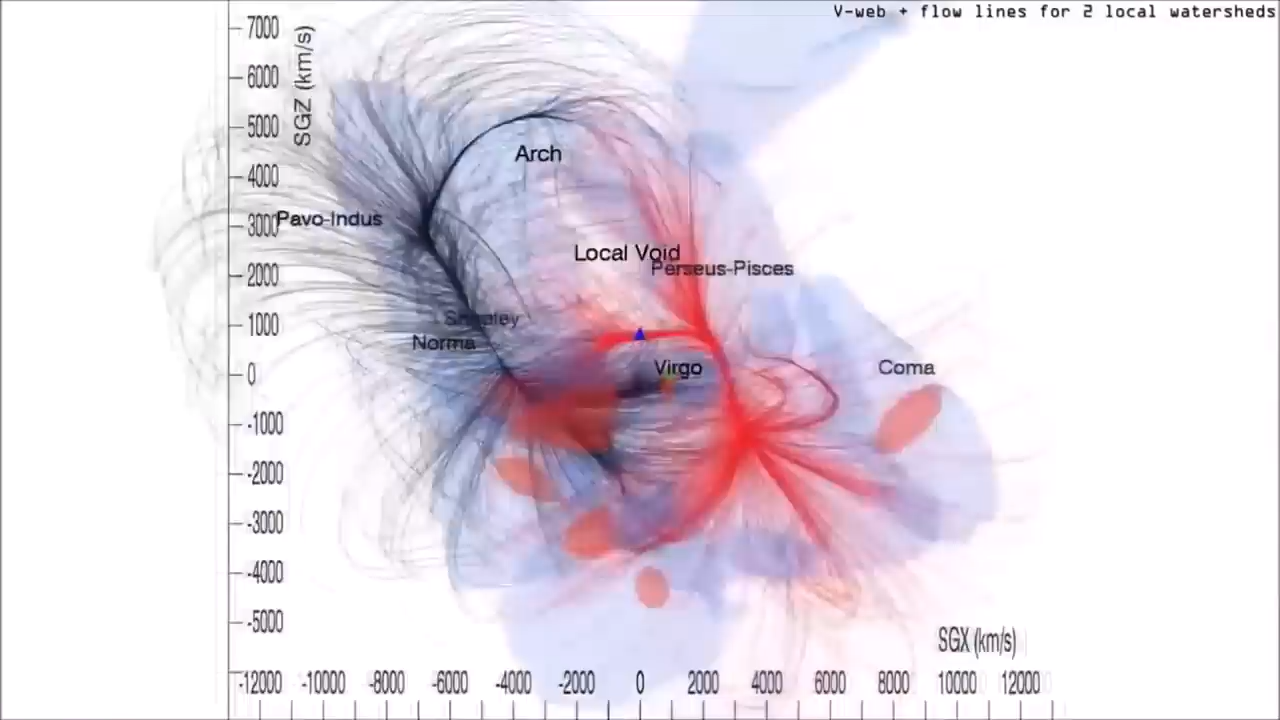 V-web + flow lines for 2 local watersheds
7000
6000
5000
4000
3000
2000
1000
0
-1000
-2000
-3000
-4000
-5000
SGZ (km/s)
Arch
Pavo-Indus
Local Void
Perseus-Pisces
Shapley
Norma
Virgo
Coma
SGX (km/s)
-12000 -10000 -8000 -6000 -4000 -2000 0 2000 4000 6000 8000 10000 12000